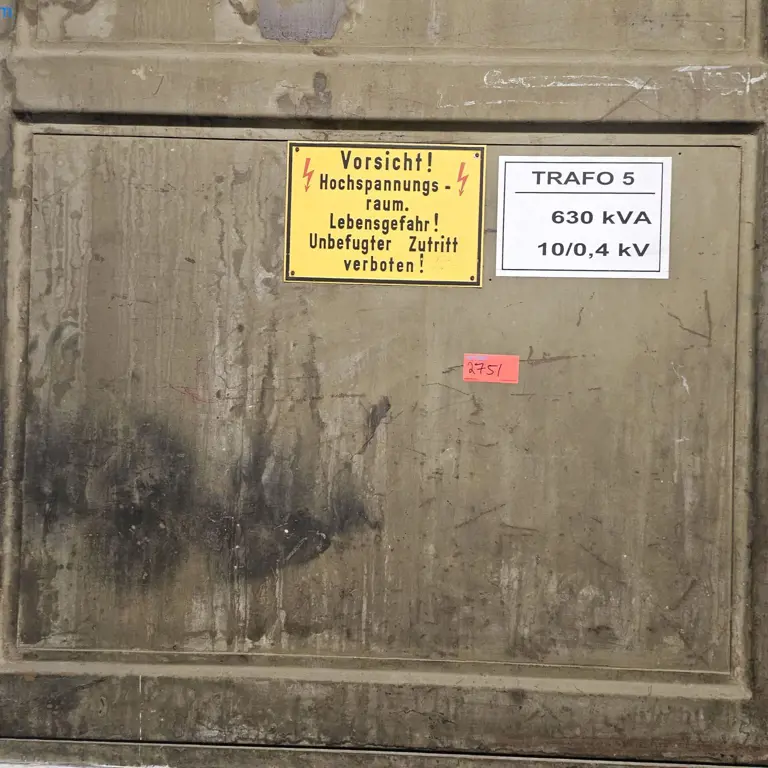 Vorsicht!
Hochspannungs -
raum.
Lebensgefahr!
Unbefugter Zutritt
verboten!
TRAFO 5
630 kVA
10/0,4 kV
2751